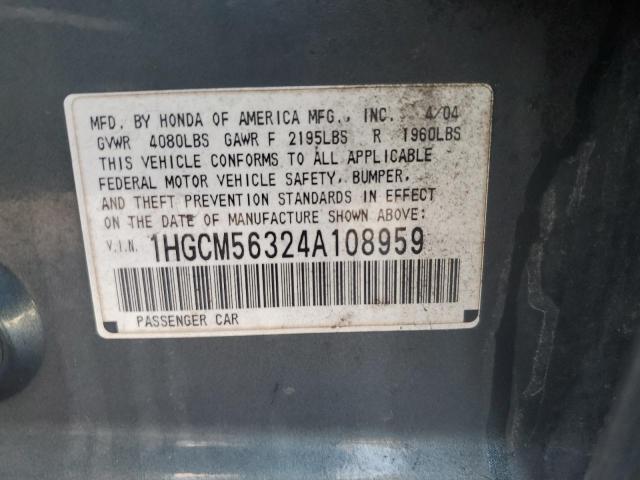 MFD. BY HONDA OF AMERICA MFG., INC. 4/04
GVWR 4080LBS GAWR F 2195LBS R 1960LBS
THIS VEHICLE CONFORMS TO ALL APPLICABLE
FEDERAL MOTOR VEHICLE SAFETY, BUMPER,
AND THEFT PREVENTION STANDARDS IN EFFECT
ON THE DATE OF MANUFACTURE SHOWN ABOVE:
V.I.N. 1HGCM56324A108959
PASSENGER CAR